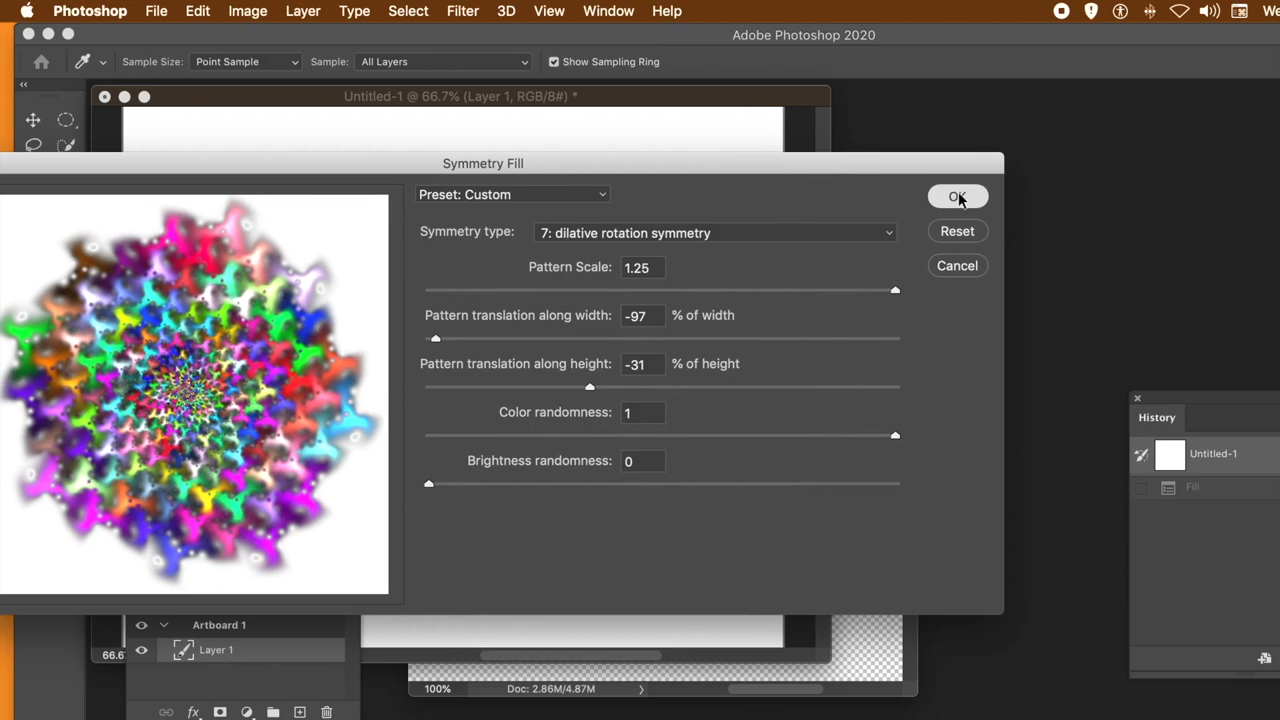 Photoshop File Edit Image Layer Type Select Filter 3D View Window Help We
Adobe Photoshop 2020
Sample Size: Point Sample Sample: All Layers Show Sampling Ring
Untitled-1 @ 66.7% (Layer 1, RGB/8#) *
Symmetry Fill
Preset: Custom
OK
Symmetry type: 7: dilative rotation symmetry
Reset
Pattern Scale: 1.25
Cancel
Pattern translation along width: -97 % of width
Pattern translation along height: -31 % of height
Color randomness: 1
Brightness randomness: 0
History
Untitled-1
Fill
Artboard 1
Layer 1
66.6
100% Doc: 2.86M/4.87M
fx